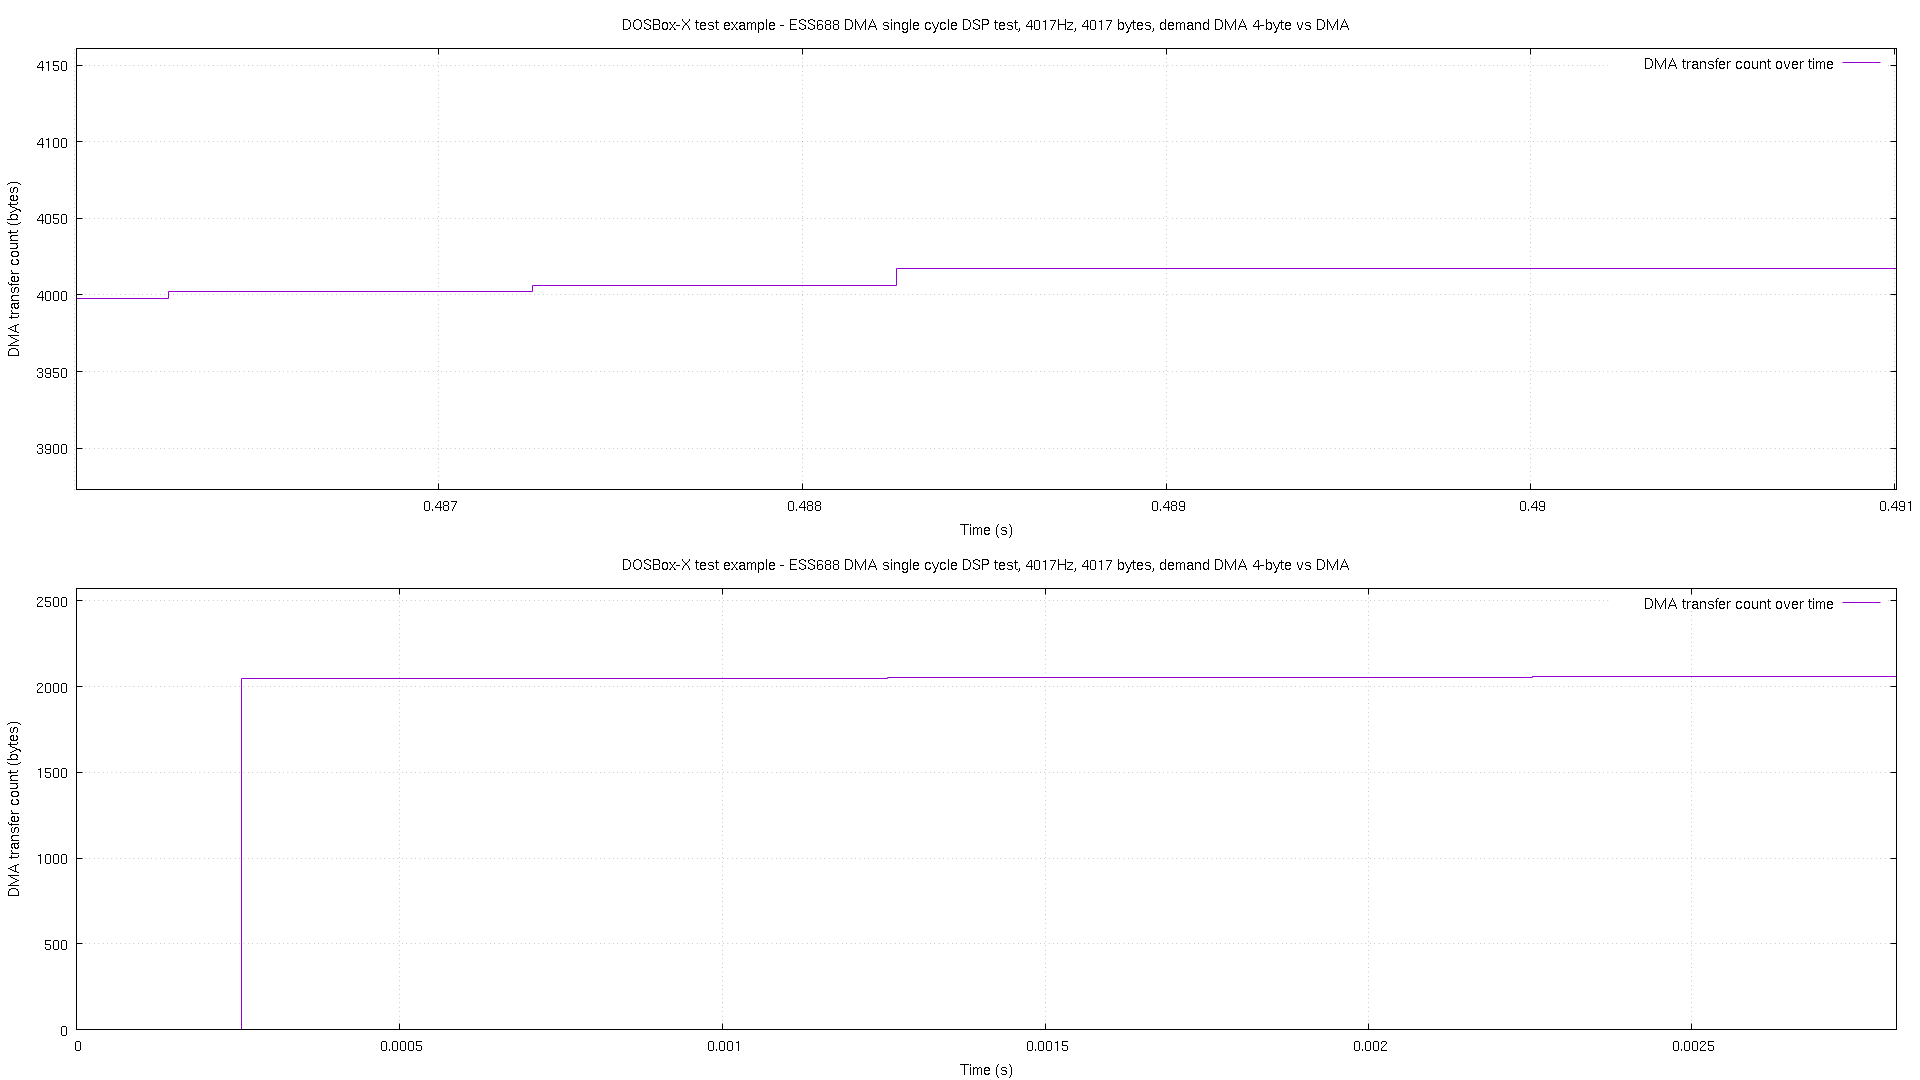 DOSBox-X test example - ESS688 DMA single cycle DSP test, 4017Hz, 4017 bytes, demand DMA 4-byte vs DMA
DMA transfer count over time
4150
4100
4050
4000
3950
3900
DMA transfer count (bytes)
0.487 0.488 0.489 0.49 0.491
Time (s)
DOSBox-X test example - ESS688 DMA single cycle DSP test, 4017Hz, 4017 bytes, demand DMA 4-byte vs DMA
DMA transfer count over time
2500
2000
1500
1000
500
0
DMA transfer count (bytes)
0 0.0005 0.001 0.0015 0.002 0.0025
Time (s)